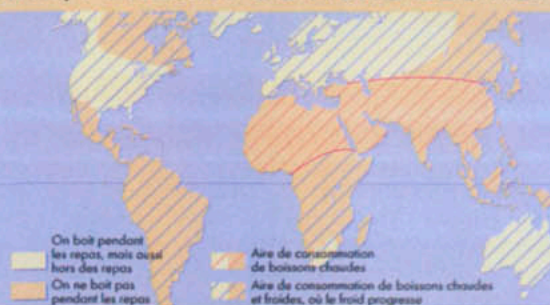 On boit pendant
les repas, mais aussi
hors des repas
On ne boit pas
pendant les repas
Aire de consommation
de boissons chaudes
Aire de consommation de boissons chaudes
et froides, où le froid progresse